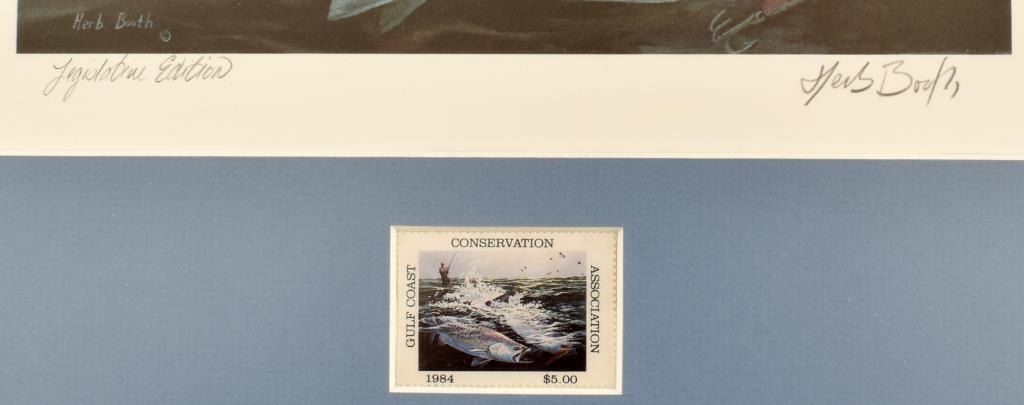 Herb Booth
©
Legislative Edition
Herb Booth
CONSERVATION
GULF COAST
ASSOCIATION
1984 $5.00